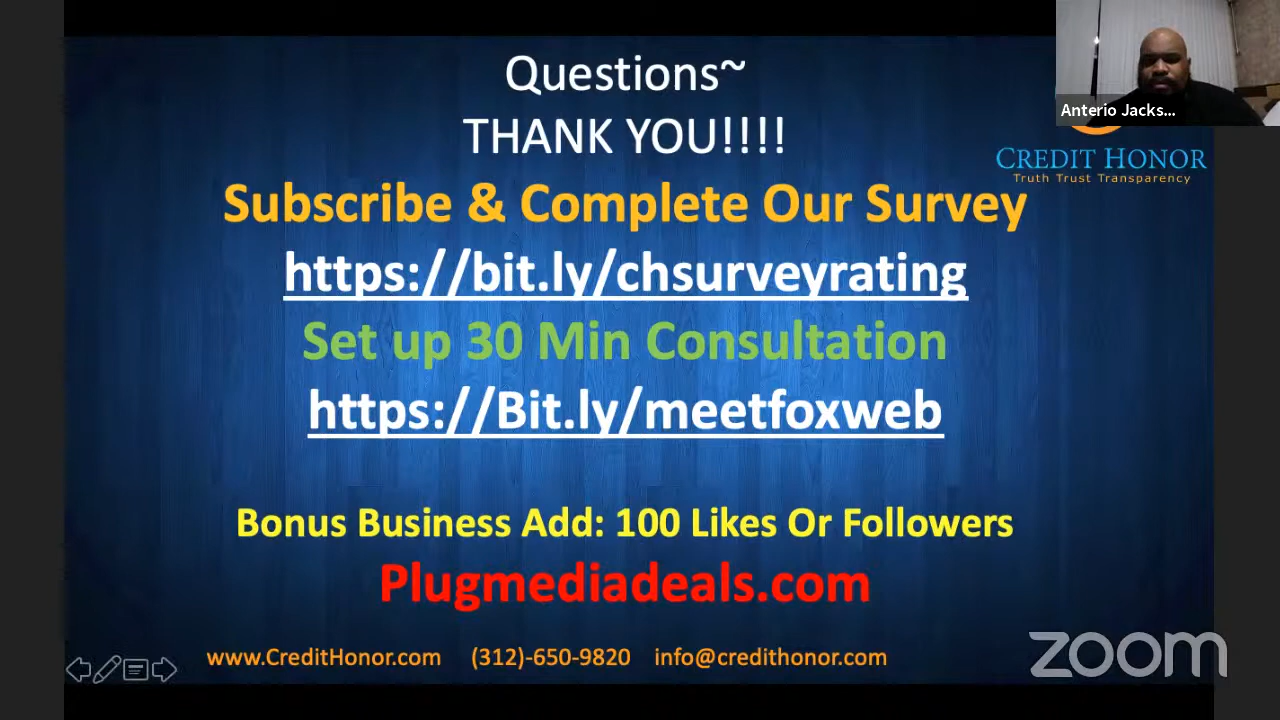 Questions~
THANK YOU!!!!
Subscribe & Complete Our Survey
https://bit.ly/chsurveyrating
Set up 30 Min Consultation
https://Bit.ly/meetfoxweb
Bonus Business Add: 100 Likes Or Followers
Plugmediadeals.com
www.CreditHonor.com (312)-650-9820 info@credithonor.com
Anterio Jacks...
CREDIT HONOR
Truth Trust Transparency
zoom